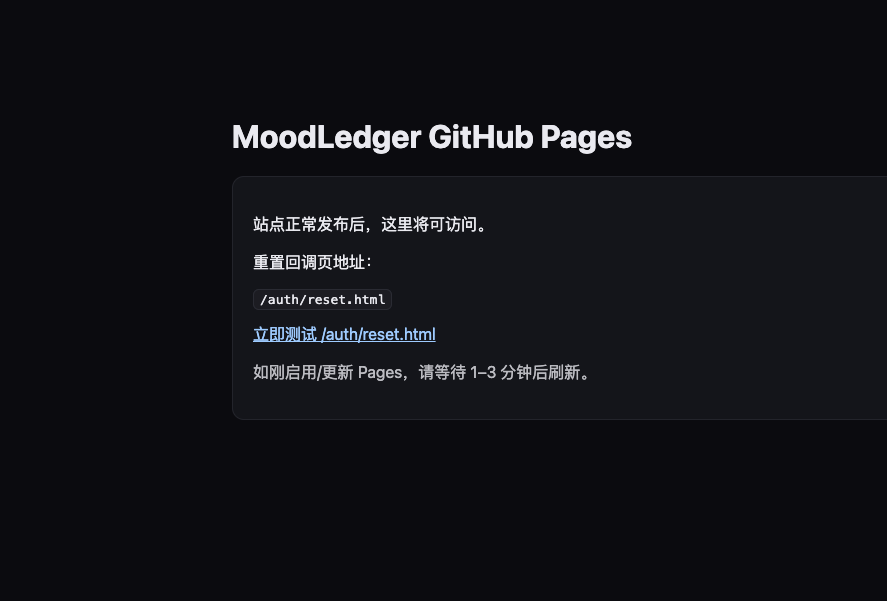 MoodLedger GitHub Pages
站点正常发布后，这里将可访问。
重置回调页地址：
/auth/reset.html
立即测试 /auth/reset.html
如刚启用/更新 Pages，请等待 1–3 分钟后刷新。